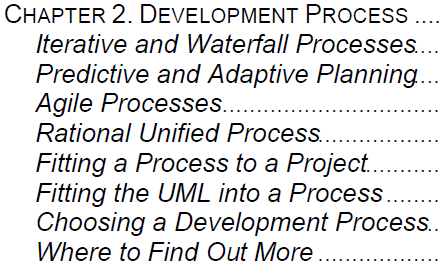 CHAPTER 2. DEVELOPMENT PROCESS ....
Iterative and Waterfall Processes....
Predictive and Adaptive Planning....
Agile Processes................................
Rational Unified Process..................
Fitting a Process to a Project...........
Fitting the UML into a Process ........
Choosing a Development Process..
Where to Find Out More ..................